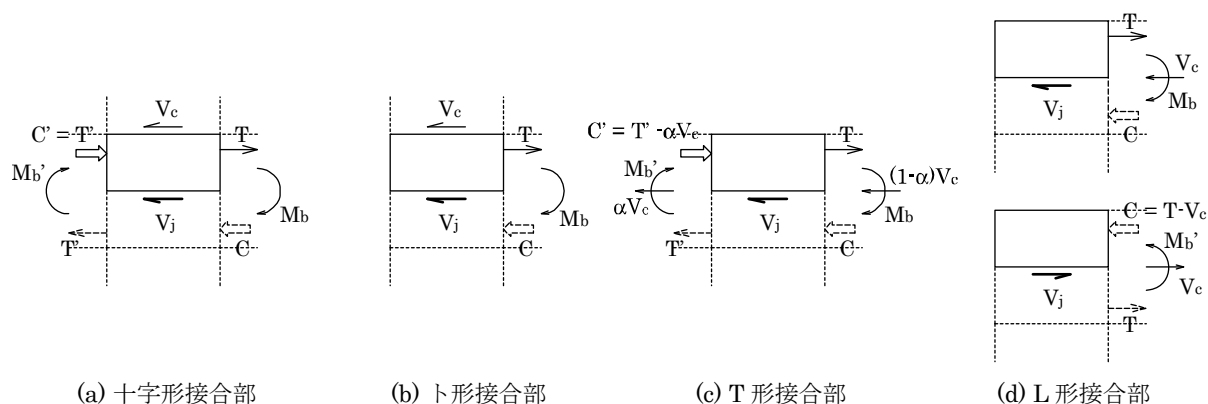 Vc
C' = T'
T
Mb'
Mb
Vj
T'
C
(a) 十字形接合部
Vc
T
Mb
Vj
C
(b) ト形接合部
C' = T' -αVc
T
Mb'
(1-α)Vc
αVc
Mb
Vj
T'
C
(c) T 形接合部
T
Vc
Mb
Vj
C
C = T-Vc
Mb'
Vc
Vj
T
(d) L 形接合部